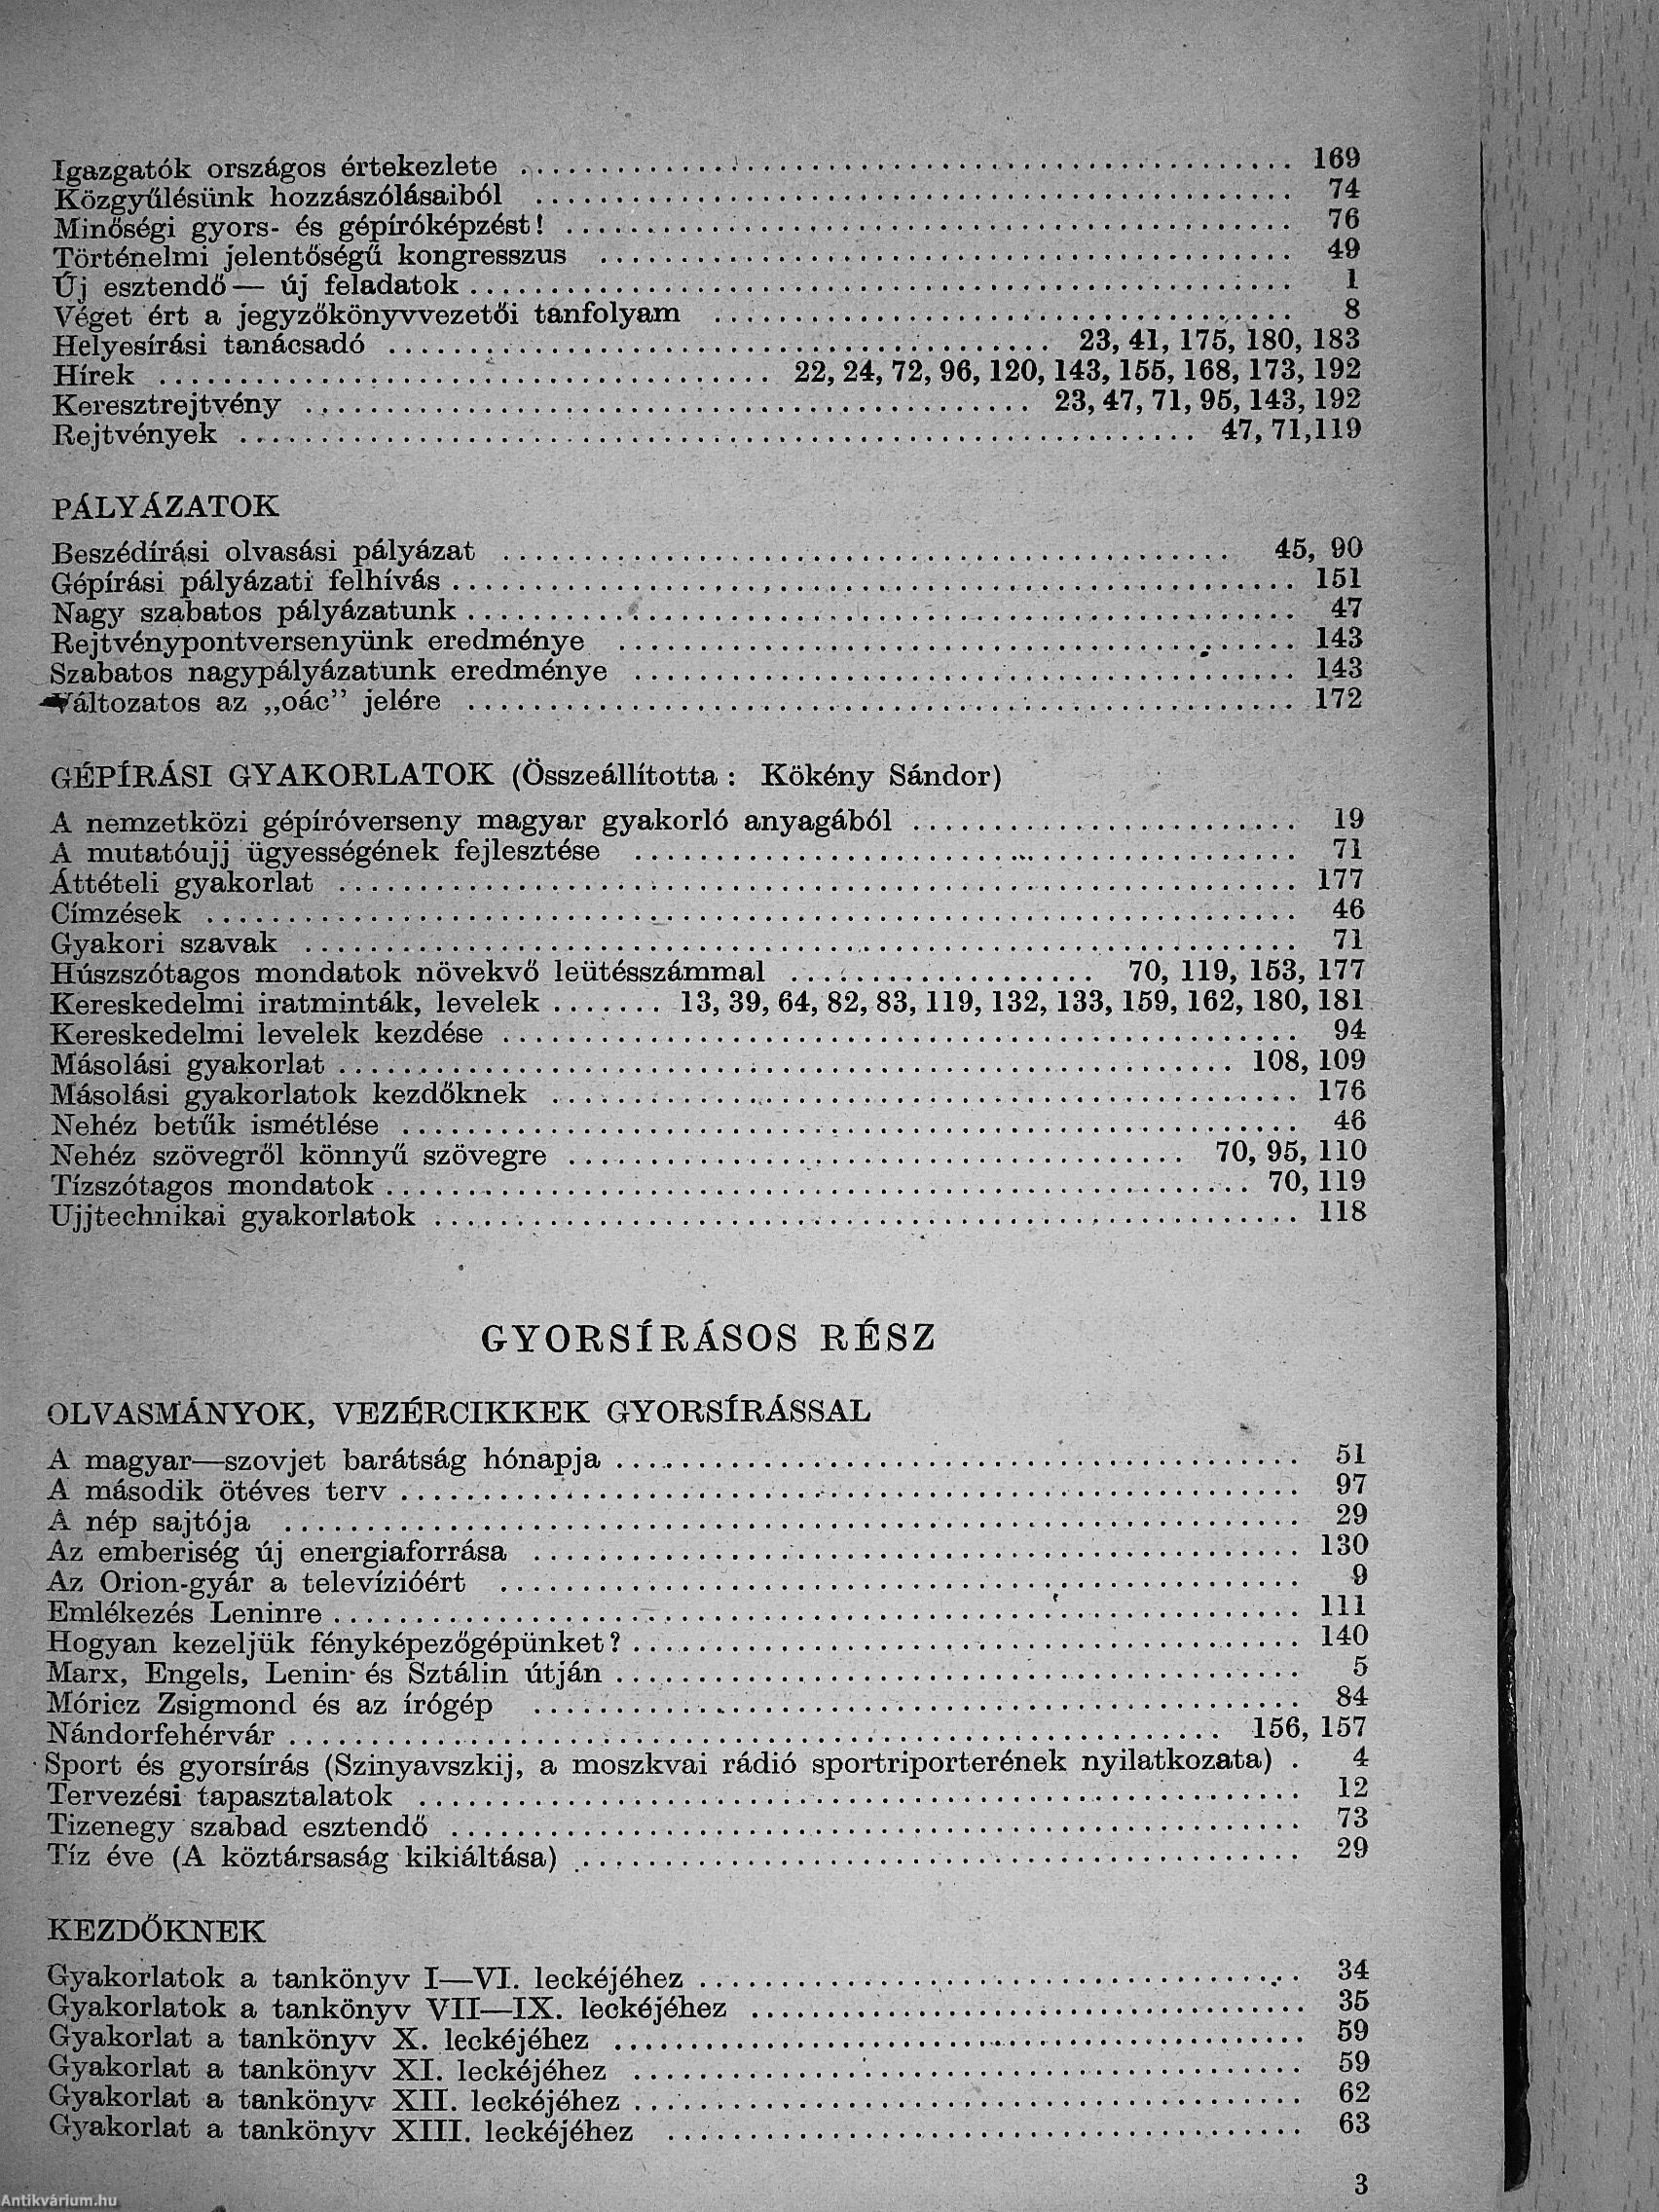 Igazgatók országos értekezlete ........ 169
Közgyűlésünk hozzászólásaiból ........ 74
Minőségi gyors- és gépíróképzést! ........ 76
Történelmi jelentőségű kongresszus ........ 49
Új esztendő— új feladatok ........ 1
Véget ért a jegyzőkönyvvezetői tanfolyam ........ 8
Helyesírási tanácsadó ........ 23, 41, 175, 180, 183
Hírek ........ 22, 24, 72, 96, 120, 143, 155, 168, 173, 192
Keresztrejtvény ........ 23, 47, 71, 95, 143, 192
Rejtvények ........ 47, 71,119
PÁLYÁZATOK
Beszédírási olvasási pályázat ........ 45, 90
Gépírási pályázati felhívás ........ 151
Nagy szabatos pályázatunk ........ 47
Rejtvénypontversenyünk eredménye ........ 143
Szabatos nagypályázatunk eredménye ........ 143
Változatos az „oác” jelére ........ 172
GÉPÍRÁSI GYAKORLATOK (Összeállította : Kökény Sándor)
A nemzetközi gépíróverseny magyar gyakorló anyagából ........ 19
A mutatóujj ügyességének fejlesztése ........ 71
Áttételi gyakorlat ........ 177
Címzések ........ 46
Gyakori szavak ........ 71
Húszszótagos mondatok növekvő leütésszámmal ........ 70, 119, 153, 177
Kereskedelmi iratminták, levelek ....... 13, 39, 64, 82, 83, 119, 132, 133, 159, 162, 180, 181
Kereskedelmi levelek kezdése ........ 94
Másolási gyakorlat ........ 108, 109
Másolási gyakorlatok kezdőknek ........ 176
Nehéz betűk ismétlése ........ 46
Nehéz szövegről könnyű szövegre ........ 70, 95, 110
Tízszótagos mondatok ........ 70, 119
Ujjtechnikai gyakorlatok ........ 118
GYORSÍRÁSOS RÉSZ
OLVASMÁNYOK, VEZÉRCIKKEK GYORSÍRÁSSAL
A magyar—szovjet barátság hónapja ........ 51
A második ötéves terv ........ 97
A nép sajtója ........ 29
Az emberiség új energiaforrása ........ 130
Az Orion-gyár a televízióért ........ 9
Emlékezés Leninre ........ 111
Hogyan kezeljük fényképezőgépünket? ........ 140
Marx, Engels, Lenin és Sztálin útján ........ 5
Móricz Zsigmond és az írógép ........ 84
Nándorfehérvár ........ 156, 157
Sport és gyorsírás (Szinyavszkij, a moszkvai rádió sportriporterének nyilatkozata) . 4
Tervezési tapasztalatok ........ 12
Tizenegy szabad esztendő ........ 73
Tíz éve (A köztársaság kikiáltása) ........ 29
KEZDŐKNEK
Gyakorlatok a tankönyv I—VI. leckéjéhez ........ 34
Gyakorlatok a tankönyv VII—IX. leckéjéhez ........ 35
Gyakorlat a tankönyv X. leckéjéhez ........ 59
Gyakorlat a tankönyv XI. leckéjéhez ........ 59
Gyakorlat a tankönyv XII. leckéjéhez ........ 62
Gyakorlat a tankönyv XIII. leckéjéhez ........ 63
3
Antikvárium.hu